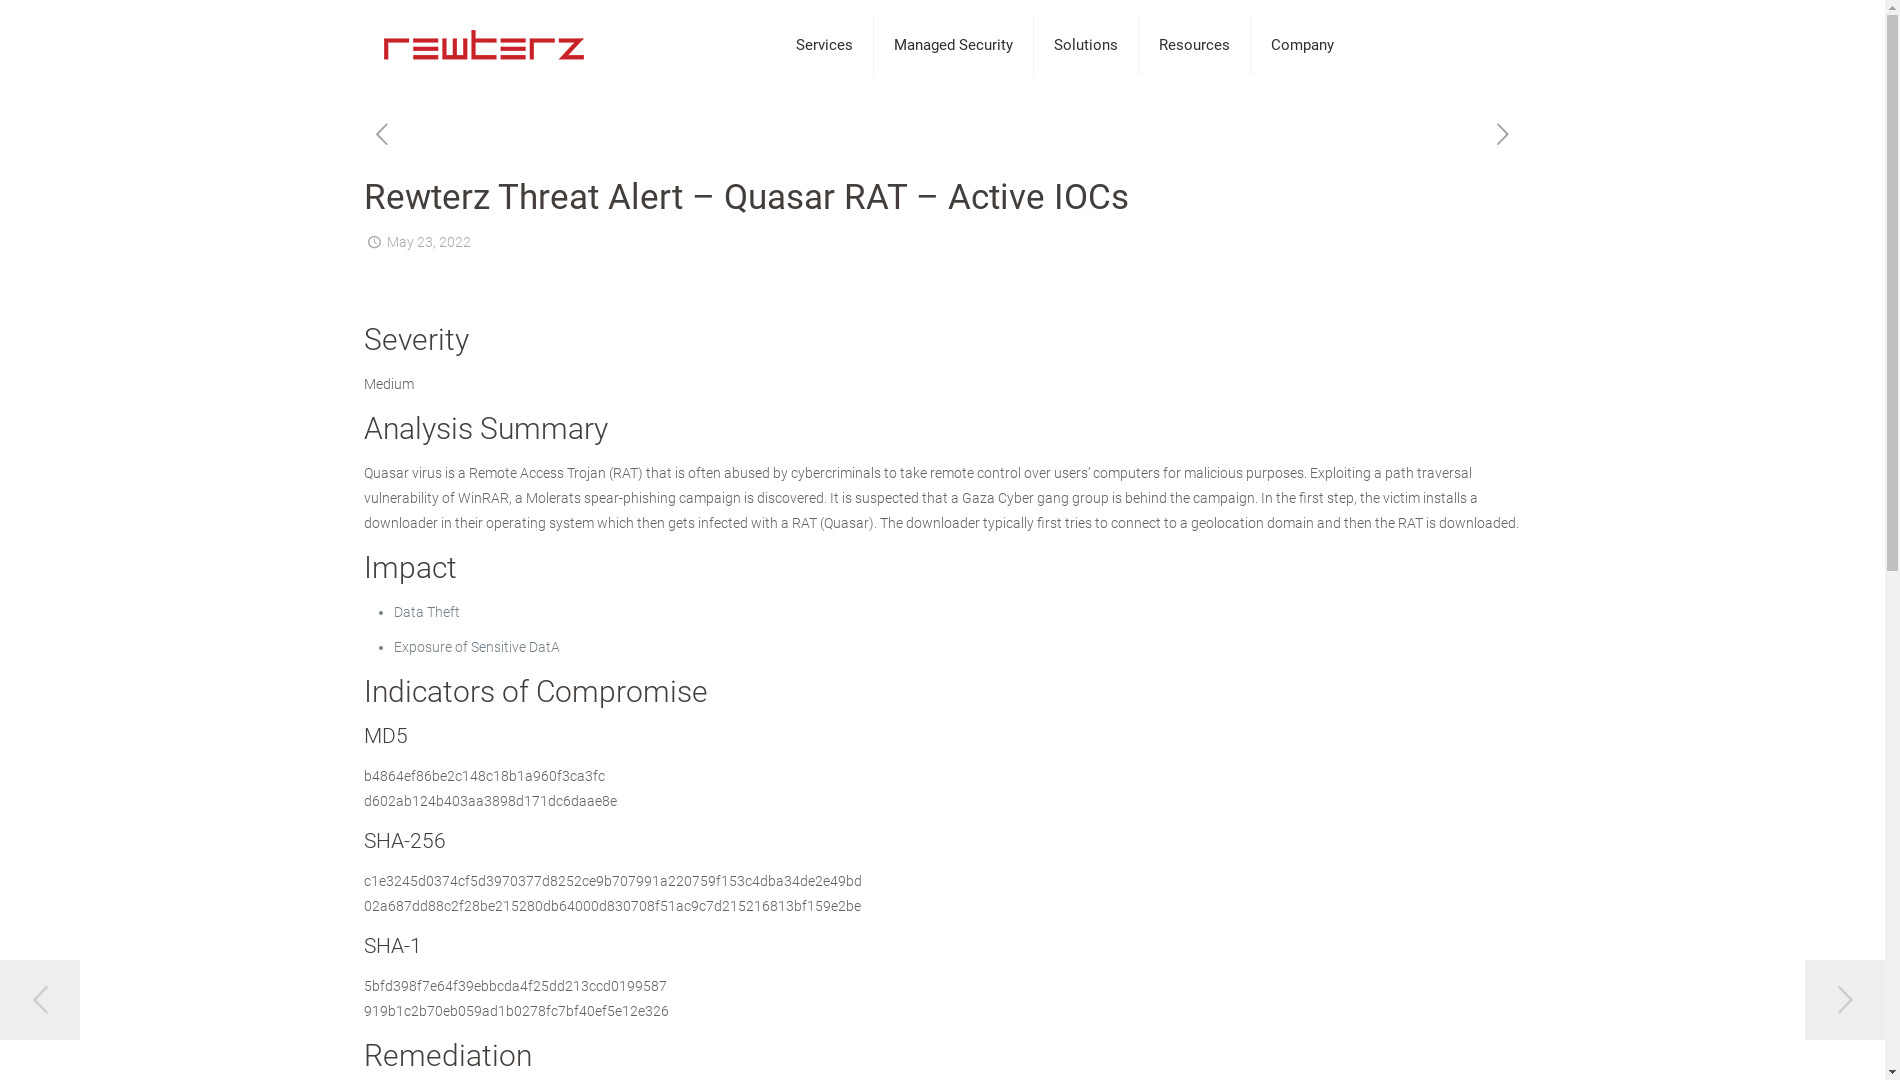 rewterz
Services
Managed Security
Solutions
Resources
Company
Rewterz Threat Alert – Quasar RAT – Active IOCs
May 23, 2022
Severity
Medium
Analysis Summary
Quasar virus is a Remote Access Trojan (RAT) that is often abused by cybercriminals to take remote control over users’ computers for malicious purposes. Exploiting a path traversal
vulnerability of WinRAR, a Molerats spear-phishing campaign is discovered. It is suspected that a Gaza Cyber gang group is behind the campaign. In the first step, the victim installs a
downloader in their operating system which then gets infected with a RAT (Quasar). The downloader typically first tries to connect to a geolocation domain and then the RAT is downloaded.
Impact
• Data Theft
• Exposure of Sensitive DatA
Indicators of Compromise
MD5
b4864ef86be2c148c18b1a960f3ca3fc
d602ab124b403aa3898d171dc6daae8e
SHA-256
c1e3245d0374cf5d3970377d8252ce9b707991a220759f153c4dba34de2e49bd
02a687dd88c2f28be215280db64000d830708f51ac9c7d215216813bf159e2be
SHA-1
5bfd398f7e64f39ebbcda4f25dd213ccd0199587
919b1c2b70eb059ad1b0278fc7bf40ef5e12e326
Remediation